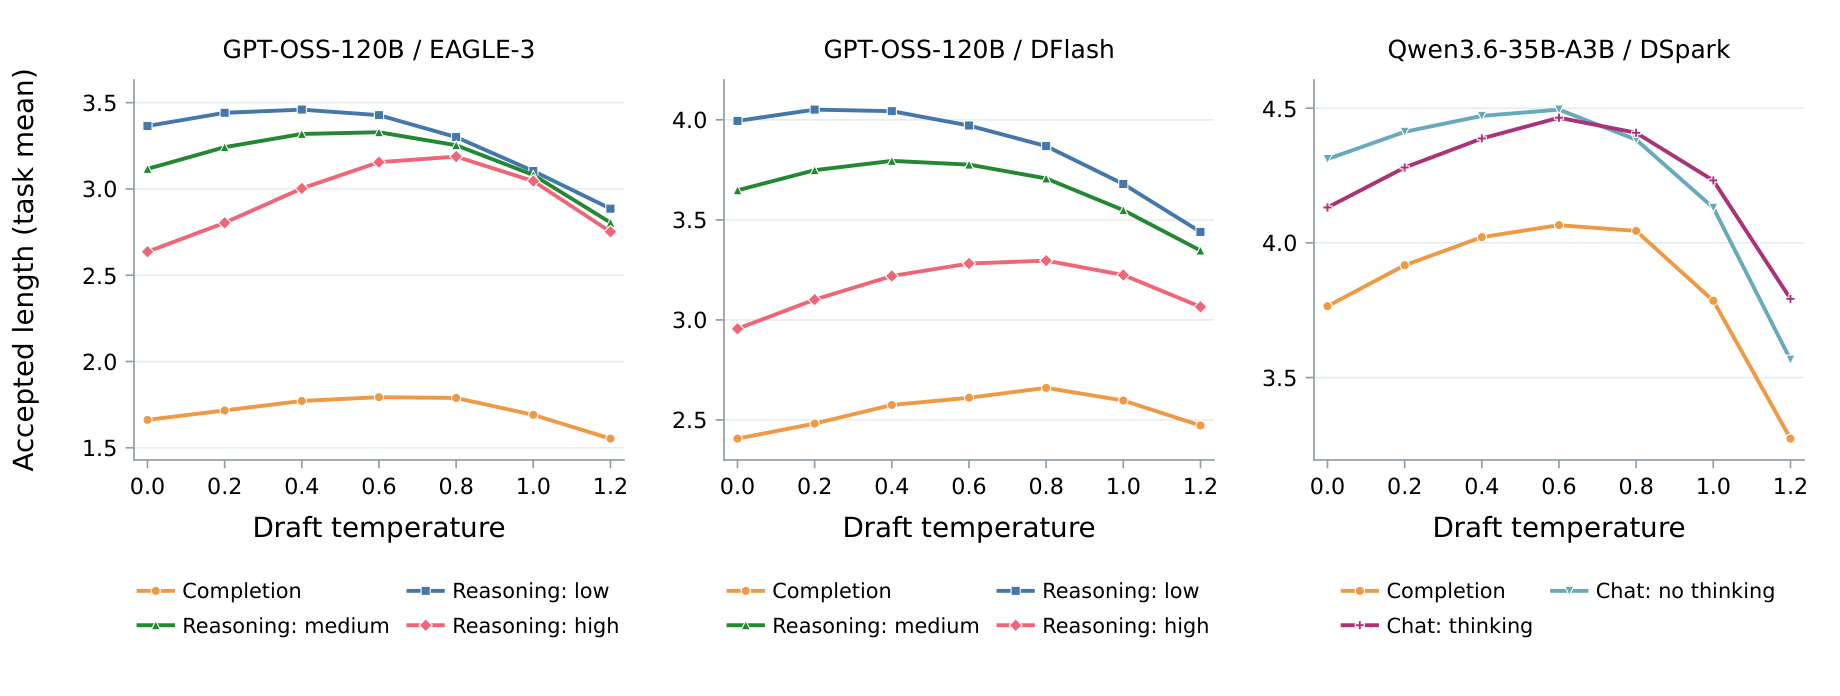 GPT-OSS-120B / EAGLE-3
Accepted length (task mean)
3.5
3.0
2.5
2.0
1.5
0.0 0.2 0.4 0.6 0.8 1.0 1.2
Draft temperature
Completion
Reasoning: low
Reasoning: medium
Reasoning: high
GPT-OSS-120B / DFlash
4.0
3.5
3.0
2.5
0.0 0.2 0.4 0.6 0.8 1.0 1.2
Draft temperature
Completion
Reasoning: low
Reasoning: medium
Reasoning: high
Qwen3.6-35B-A3B / DSpark
4.5
4.0
3.5
0.0 0.2 0.4 0.6 0.8 1.0 1.2
Draft temperature
Completion
Chat: no thinking
Chat: thinking